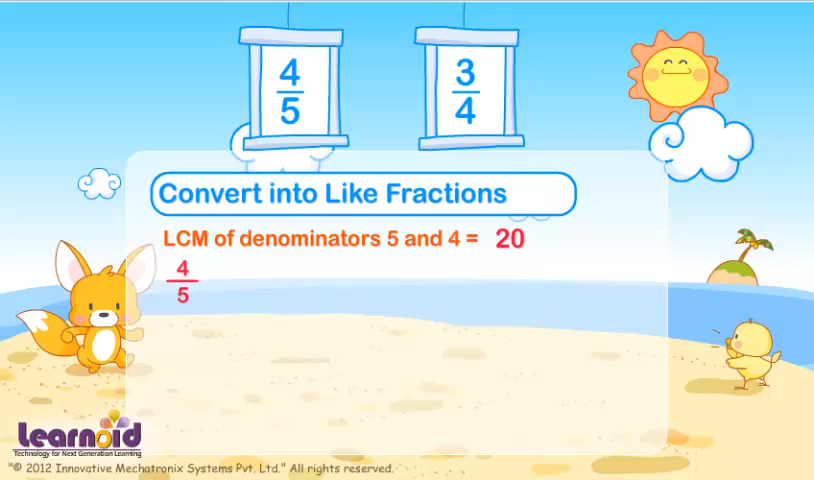 4
5
3
4
Convert into Like Fractions
LCM of denominators 5 and 4 = 20
4
5
Learnoid
Technology for Next Generation Learning
"© 2012 Innovative Mechatronix Systems Pvt. Ltd." All rights reserved.